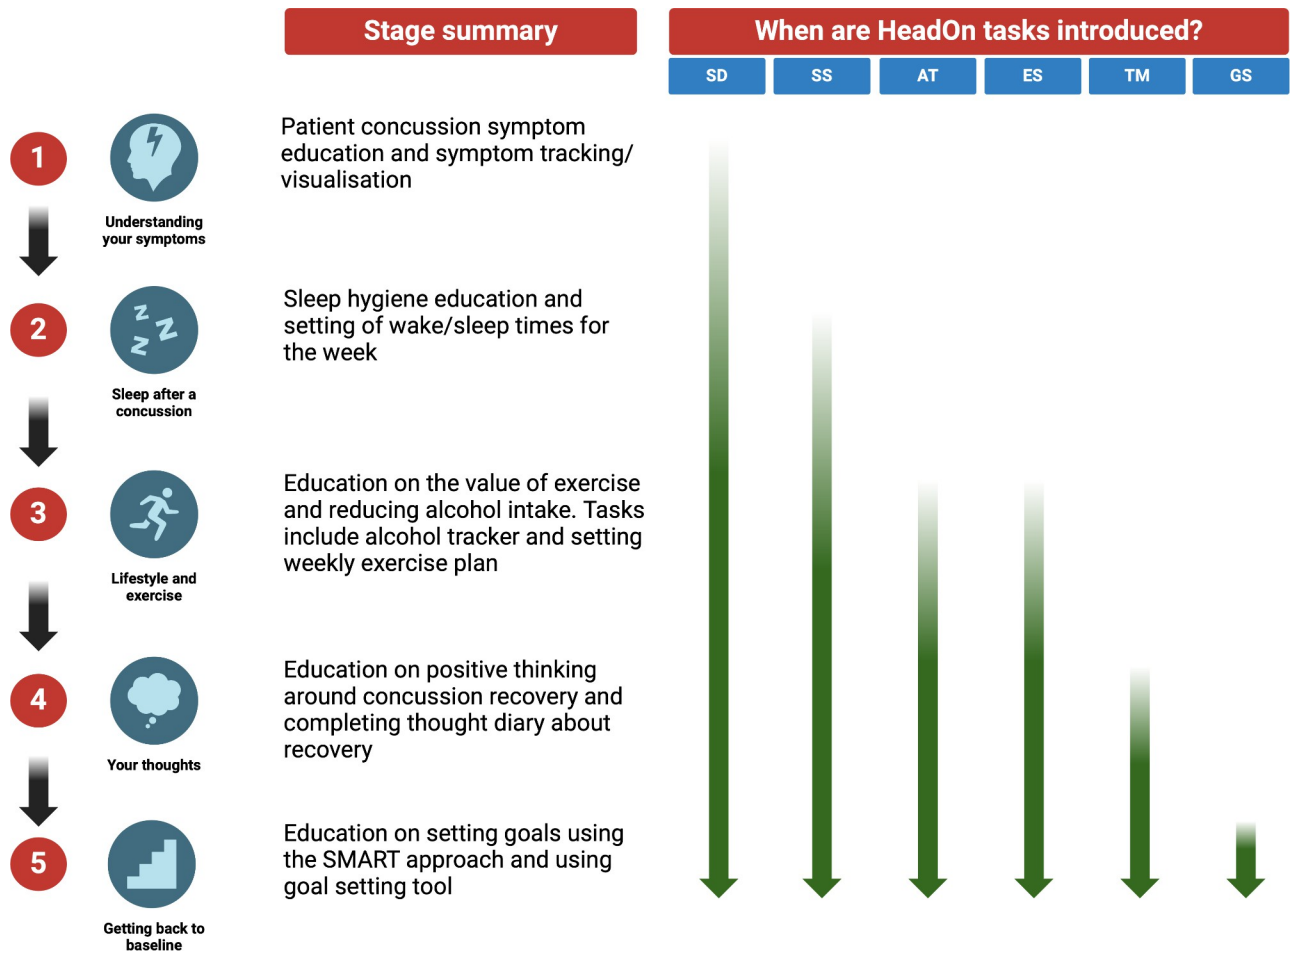 Stage summary
When are HeadOn tasks introduced?
SD
SS
AT
ES
TM
GS
1
Understanding
your symptoms
Patient concussion symptom
education and symptom tracking/
visualisation
2
z
Z
Z
Sleep after a
concussion
Sleep hygiene education and
setting of wake/sleep times for
the week
3
Lifestyle and
exercise
Education on the value of exercise
and reducing alcohol intake. Tasks
include alcohol tracker and setting
weekly exercise plan
4
Your thoughts
Education on positive thinking
around concussion recovery and
completing thought diary about
recovery
5
Getting back to
baseline
Education on setting goals using
the SMART approach and using
goal setting tool